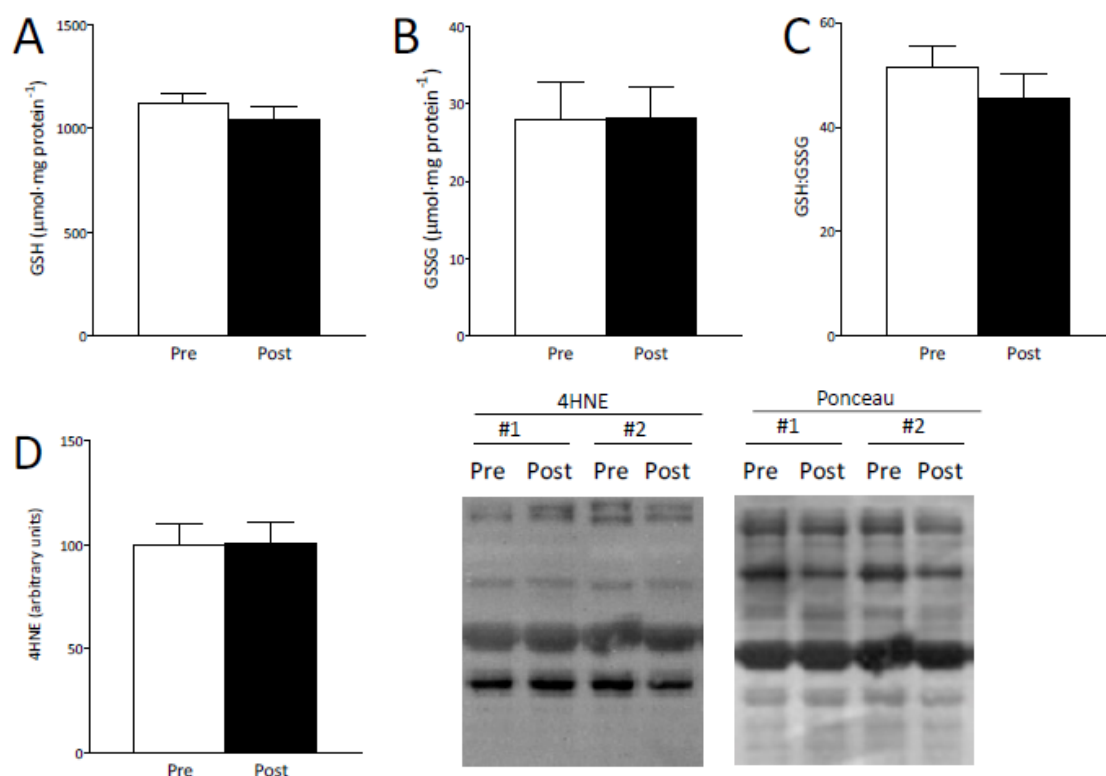 A
GSH (μmol·mg protein⁻¹)
1500
1000
500
0
Pre Post
B
GSSG (μmol·mg protein⁻¹)
40
30
20
10
0
Pre Post
C
GSH:GSSG
60
40
20
0
Pre Post
D
4HNE (arbitrary units)
150
100
50
0
Pre Post
4HNE
#1 #2
Pre Post Pre Post
Ponceau
#1 #2
Pre Post Pre Post